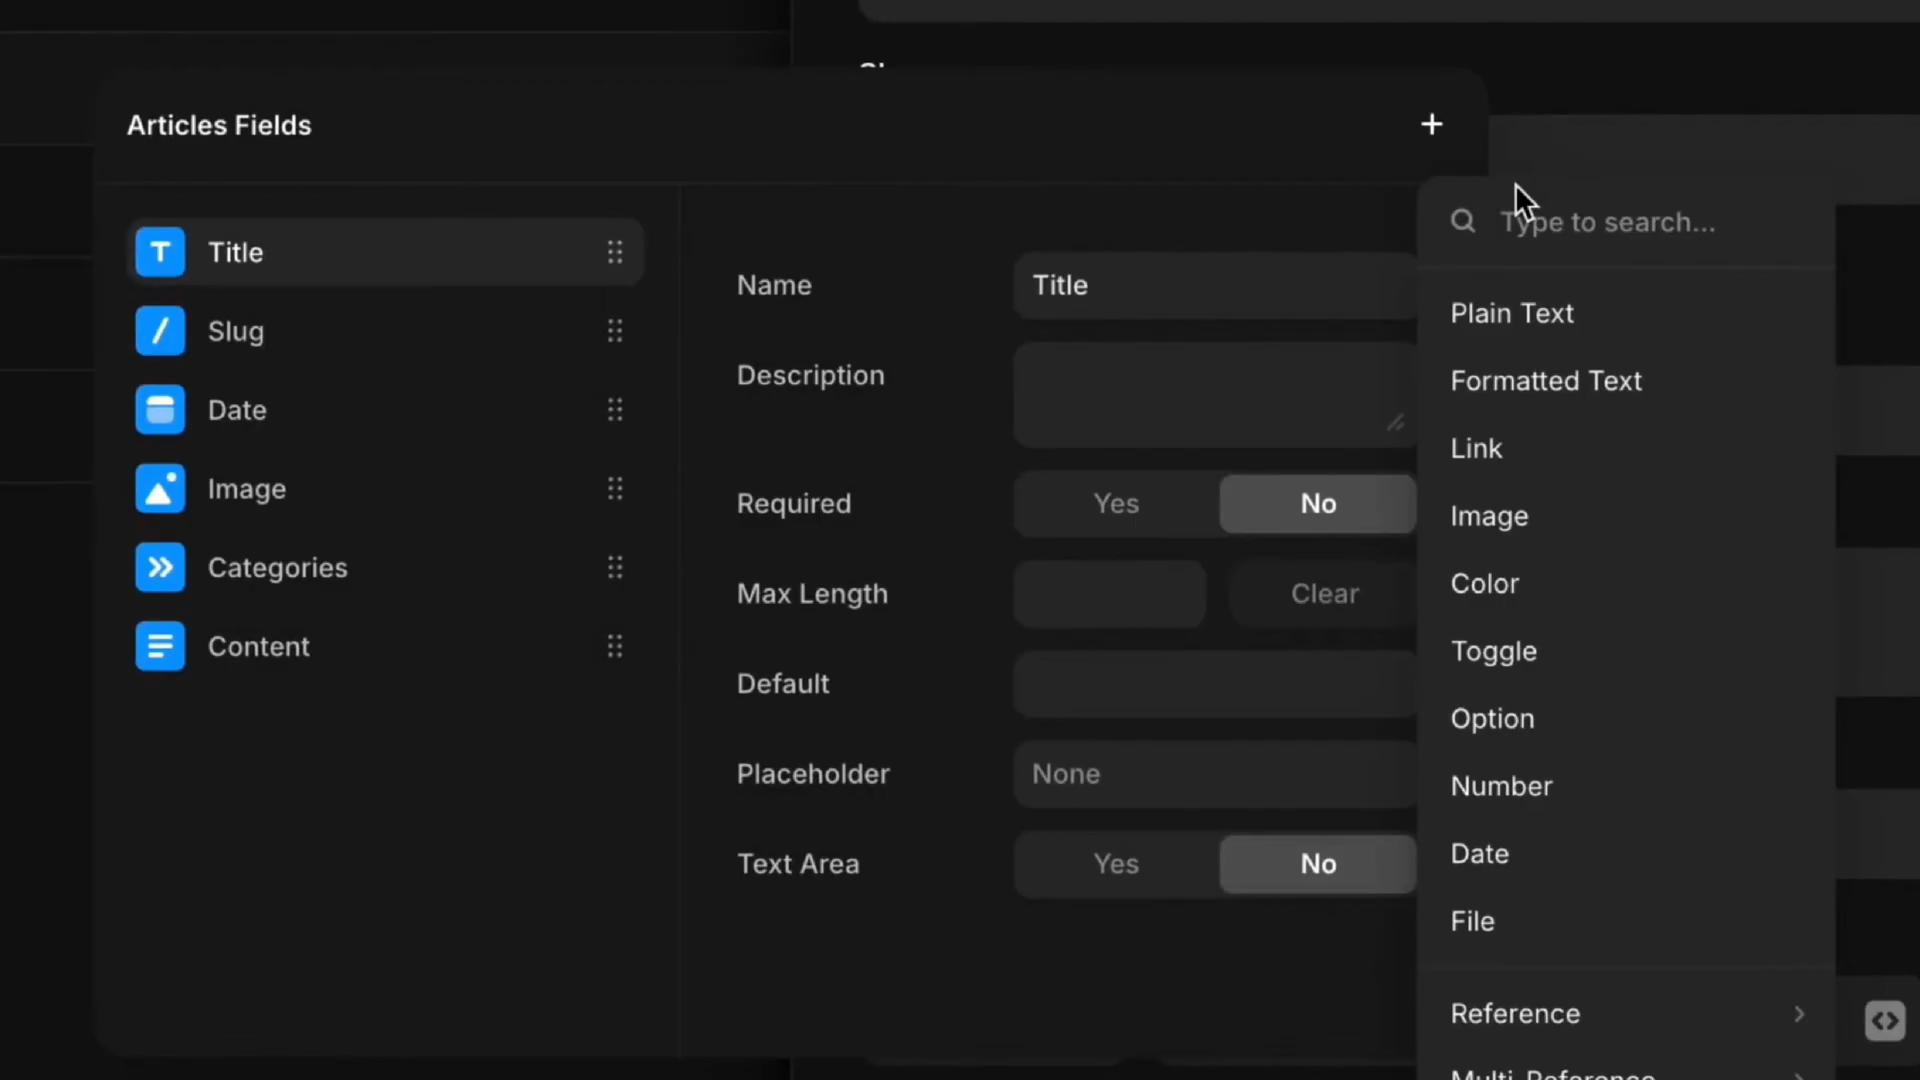 Articles Fields
+
Type to search...
Title
Slug
Date
Image
Categories
Content
Name
Title
Description
Required
Yes
No
Max Length
Clear
Default
Placeholder
None
Text Area
Yes
No
Plain Text
Formatted Text
Link
Image
Color
Toggle
Option
Number
Date
File
Reference
Multi-Reference